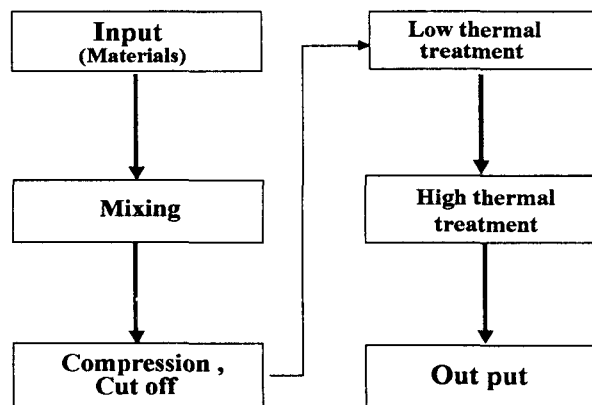 Input
(Materials)
Mixing
Compression ,
Cut off
Low thermal
treatment
High thermal
treatment
Out put